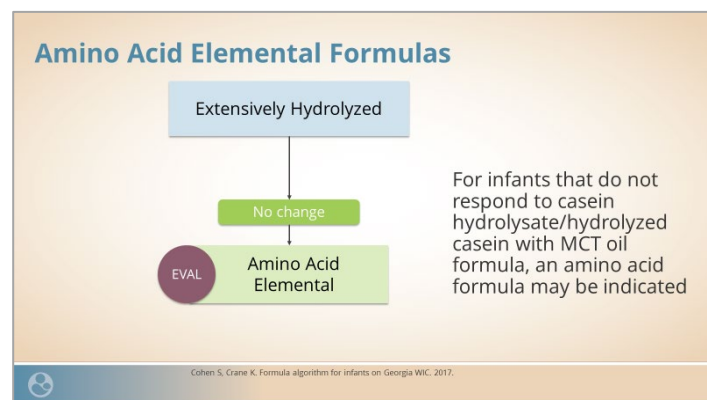 Amino Acid Elemental Formulas
Extensively Hydrolyzed
No change
EVAL
Amino Acid
Elemental
For infants that do not
respond to casein
hydrolysate/hydrolyzed
casein with MCT oil
formula, an amino acid
formula may be indicated
Cohen S, Crane K. Formula algorithm for infants on Georgia WIC. 2017.